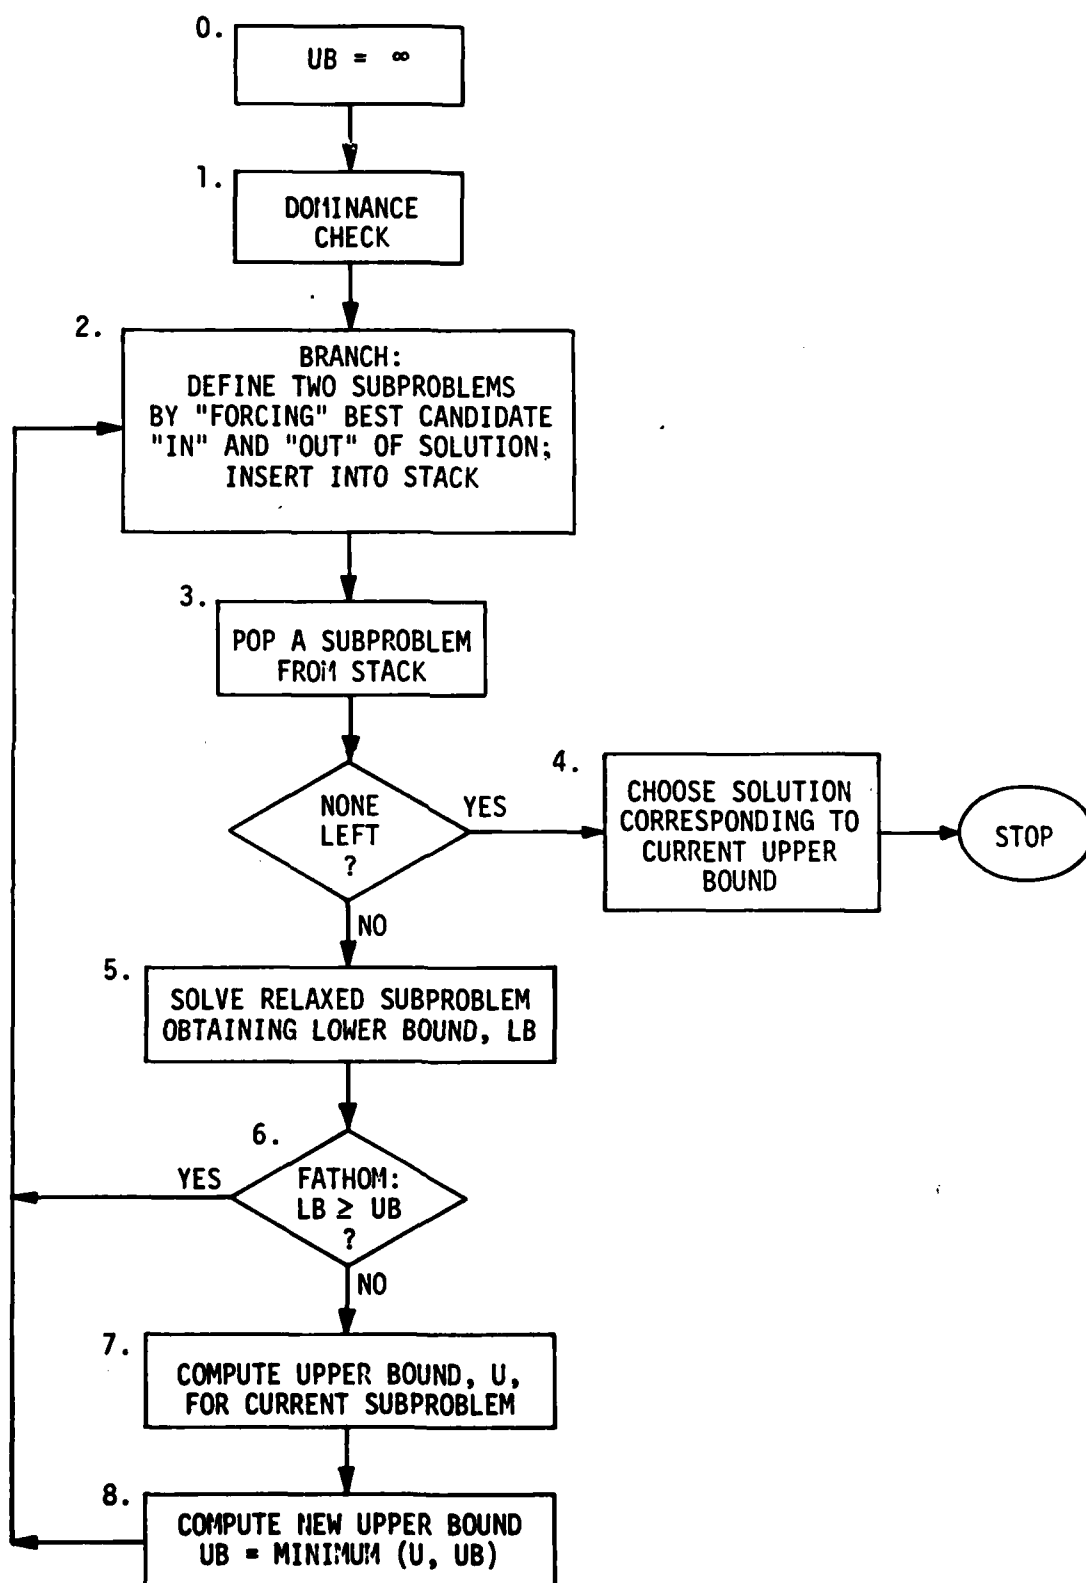 0.
UB = ∞
1.
DOMINANCE
CHECK
2.
BRANCH:
DEFINE TWO SUBPROBLEMS
BY "FORCING" BEST CANDIDATE
"IN" AND "OUT" OF SOLUTION;
INSERT INTO STACK
3.
POP A SUBPROBLEM
FROM STACK
NONE
LEFT
?
YES
4.
CHOOSE SOLUTION
CORRESPONDING TO
CURRENT UPPER
BOUND
STOP
NO
5.
SOLVE RELAXED SUBPROBLEM
OBTAINING LOWER BOUND, LB
6.
YES
FATHOM:
LB ≥ UB
?
NO
7.
COMPUTE UPPER BOUND, U,
FOR CURRENT SUBPROBLEM
8.
COMPUTE NEW UPPER BOUND
UB = MINIMUM (U, UB)